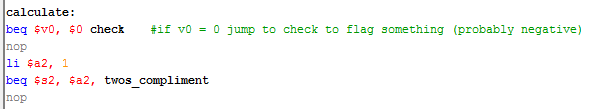 calculate:
beq $v0, $0 check    #if v0 = 0 jump to check to flag something (probably negative)
nop
li $a2, 1
beq $s2, $a2, twos_compliment
nop